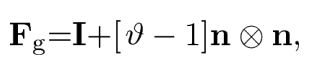 F_g=I+[ϑ − 1]n ⊗ n,